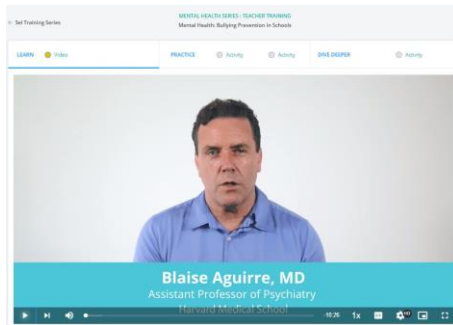 Sel Training Series
MENTAL HEALTH SERIES : TEACHER TRAINING
Mental Health: Bullying Prevention in Schools
LEARN Video PRACTICE Activity Activity DIVE DEEPER Activity
Blaise Aguirre, MD
Assistant Professor of Psychiatry
Harvard Medical School
-10:26 1x